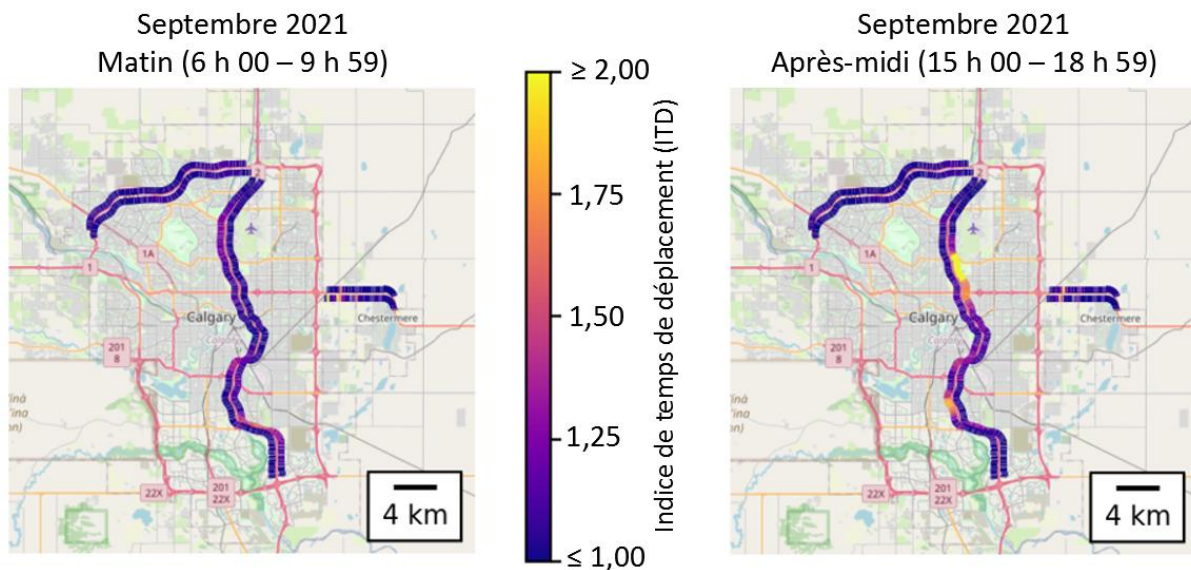 Septembre 2021
Matin (6 h 00 – 9 h 59)
2
1A
1
Calgary
Calgary
Chestermere
201
8
22X
201
22X
4 km
≥ 2,00
1,75
1,50
1,25
≤ 1,00
Indice de temps de déplacement (ITD)
Septembre 2021
Après-midi (15 h 00 – 18 h 59)
2
1A
1
Calgary
Calgary
Chestermere
201
8
22X
201
22X
4 km